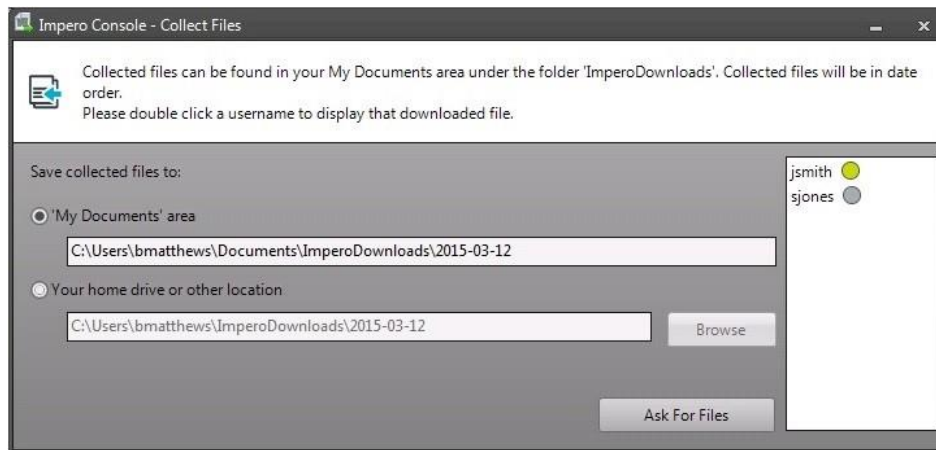 Impero Console - Collect Files
Collected files can be found in your My Documents area under the folder 'ImperoDownloads'. Collected files will be in date
order.
Please double click a username to display that downloaded file.
Save collected files to:
'My Documents' area
C:\Users\bmatthews\Documents\ImperoDownloads\2015-03-12
Your home drive or other location
C:\Users\bmatthews\ImperoDownloads\2015-03-12
Browse
Ask For Files
jsmith
sjones